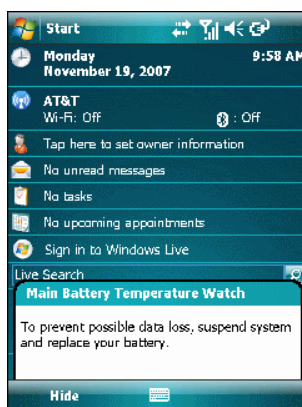 Start
Monday 9:58 AM
November 19, 2007
AT&T
Wi-Fi: Off : Off
Tap here to set owner information
No unread messages
No tasks
No upcoming appointments
Sign in to Windows Live
Live Search
Main Battery Temperature Watch
To prevent possible data loss, suspend system
and replace your battery.
Hide